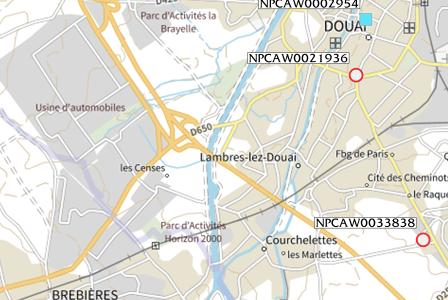 NPCAW0002954
Parc d'Activités la
Brayelle
DOUAI
NPCAW0021936
Usine d'automobiles
D650
les Censes
Lambres-lez-Douai
Fbg de Paris
Cité des Cheminots
le Raque
NPCAW0033838
Parc d'Activités
Horizon 2000
Courchelettes
les Marlettes
BREBIÈRES